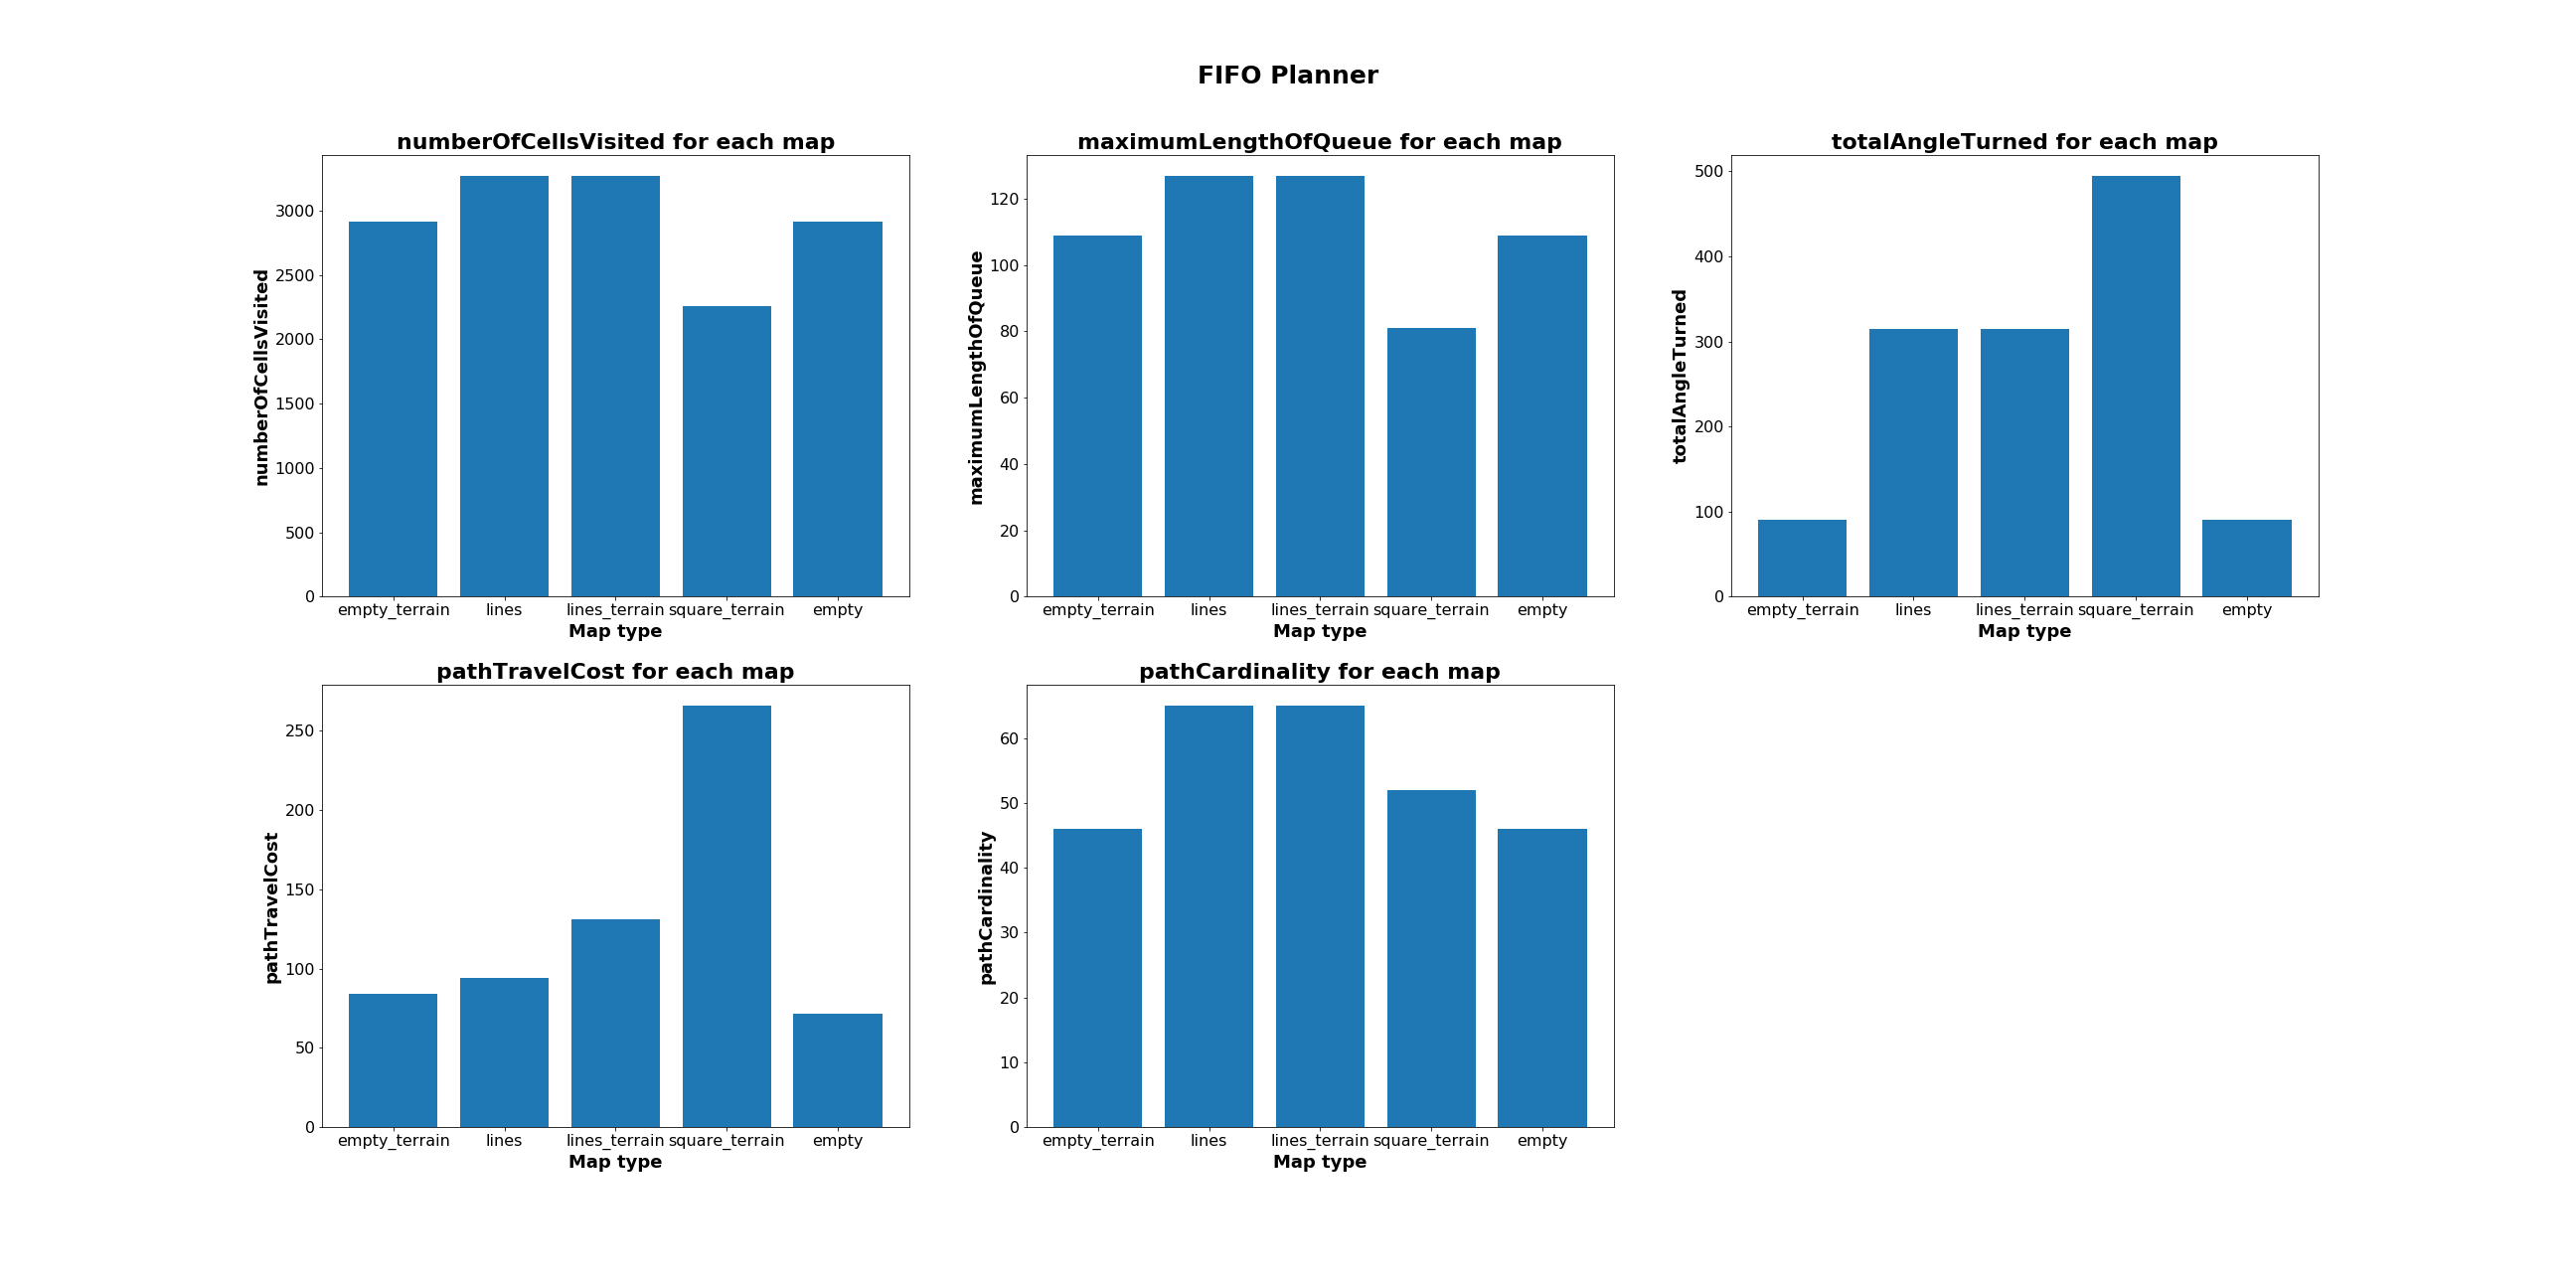 FIFO Planner
numberOfCellsVisited for each map
numberOfCellsVisited
3000
2500
2000
1500
1000
500
0
empty_terrain lines lines_terrain square_terrain empty
Map type
maximumLengthOfQueue for each map
maximumLengthOfQueue
120
100
80
60
40
20
0
empty_terrain lines lines_terrain square_terrain empty
Map type
totalAngleTurned for each map
totalAngleTurned
500
400
300
200
100
0
empty_terrain lines lines_terrain square_terrain empty
Map type
pathTravelCost for each map
pathTravelCost
250
200
150
100
50
0
empty_terrain lines lines_terrain square_terrain empty
Map type
pathCardinality for each map
pathCardinality
60
50
40
30
20
10
0
empty_terrain lines lines_terrain square_terrain empty
Map type